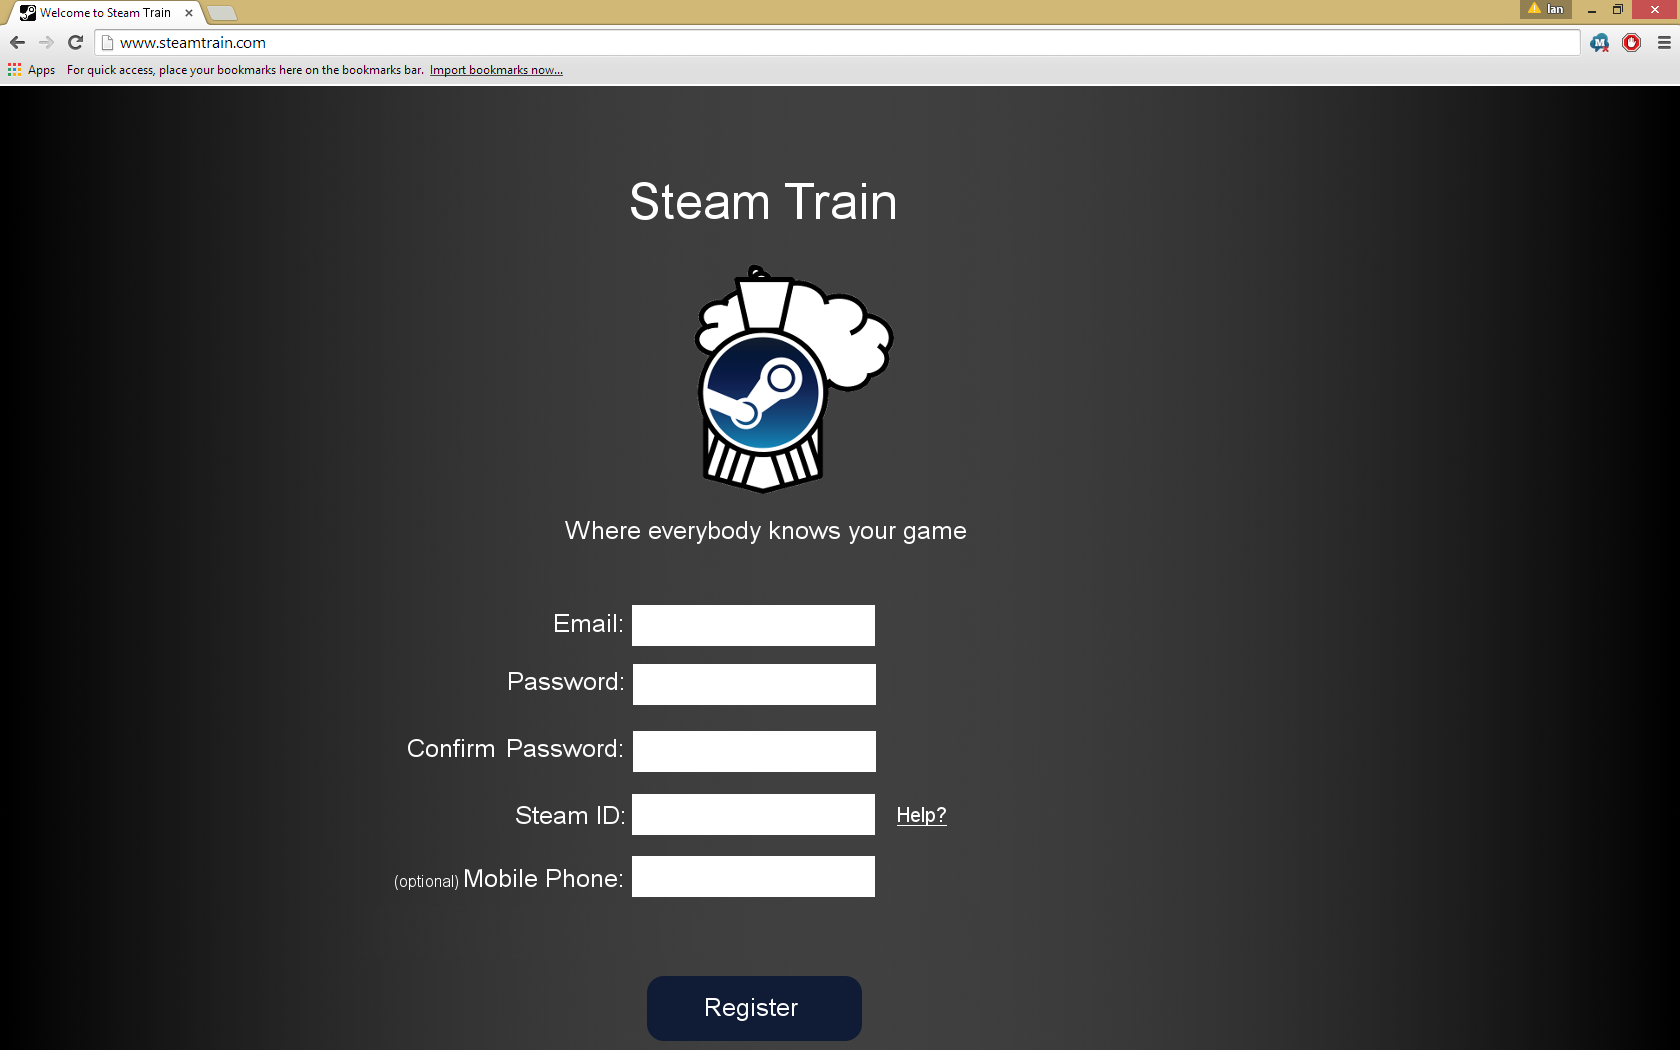 Welcome to Steam Train
Ian
www.steamtrain.com
Apps For quick access, place your bookmarks here on the bookmarks bar. Import bookmarks now...
Steam Train
Where everybody knows your game
Email:
Password:
Confirm Password:
Steam ID: Help?
(optional) Mobile Phone:
Register